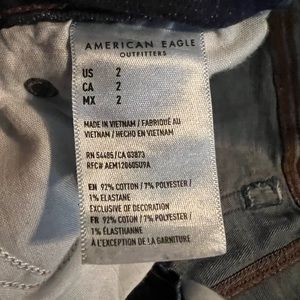 AMERICAN EAGLE
OUTFITTERS
US 2
CA 2
MX 2
MADE IN VIETNAM / FABRIQUÉ AU
VIETNAM / HECHO EN VIETNAM
RN 54485/CA 03873
RFC# AEM120605U9A
EN 92% COTTON / 7% POLYESTER /
1% ELASTANE
EXCLUSIVE OF DECORATION
FR 92% COTON / 7% POLYESTER /
1% ÉLASTHANNE
À L'EXCEPTION DE LA GARNITURE